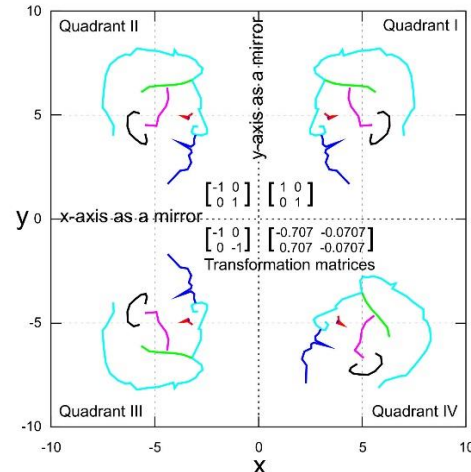 10
Quadrant II
Quadrant I
y-axis as a mirror
5
[-1 0
0 1]
[1 0
0 1]
y
0
x-axis as a mirror
[-1 0
0 -1]
[-0.707 -0.0707
0.707 -0.0707]
Transformation matrices
-5
Quadrant III
Quadrant IV
-10
-10
-5
0
5
10
x